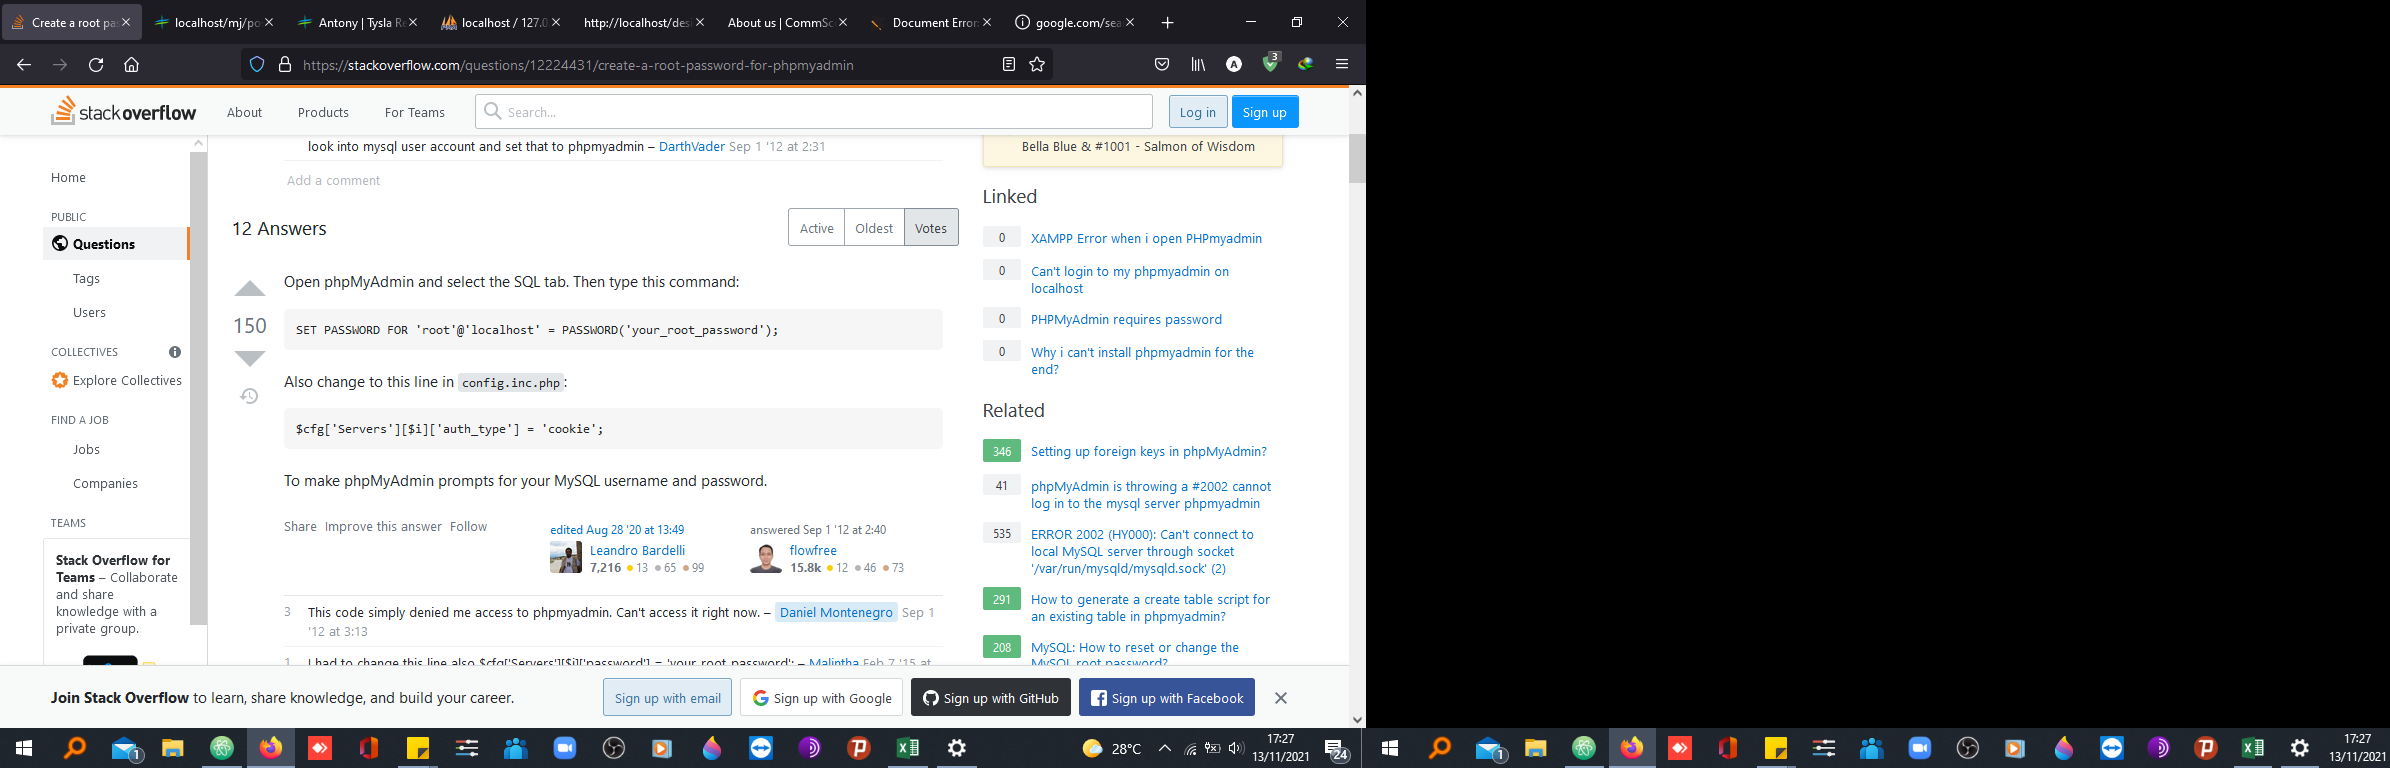 Create a root pa
localhost/mj/po
Antony | Tysla Re
localhost / 127.0
http://localhost/des
About us | CommSc
Document Error
google.com/sea
https://stackoverflow.com/questions/12224431/create-a-root-password-for-phpmyadmin
A
3
stack overflow
About
Products
For Teams
Search...
Log in
Sign up
look into mysql user account and set that to phpmyadmin – DarthVader Sep 1 '12 at 2:31
Add a comment
Home
PUBLIC
Questions
Tags
Users
COLLECTIVES
Explore Collectives
FIND A JOB
Jobs
Companies
TEAMS
Stack Overflow for
Teams – Collaborate
and share
knowledge with a
private group.
12 Answers
Active
Oldest
Votes
150
Open phpMyAdmin and select the SQL tab. Then type this command:
SET PASSWORD FOR 'root'@'localhost' = PASSWORD('your_root_password');
Also change to this line in config.inc.php:
$cfg['Servers'][$i]['auth_type'] = 'cookie';
To make phpMyAdmin prompts for your MySQL username and password.
Share Improve this answer Follow
edited Aug 28 '20 at 13:49
Leandro Bardelli
7,216 13 65 99
answered Sep 1 '12 at 2:40
flowfree
15.8k 12 46 73
3 This code simply denied me access to phpmyadmin. Can't access it right now. – Daniel Montenegro Sep 1
'12 at 3:13
1 I had to change this line also $cfg['Servers'][$i]['password'] = 'your_root_password'; – Malintha Feb 7 '15 at
Bella Blue & #1001 - Salmon of Wisdom
Linked
0 XAMPP Error when i open PHPmyadmin
0 Can't login to my phpmyadmin on
localhost
0 PHPMyAdmin requires password
0 Why i can't install phpmyadmin for the
end?
Related
346 Setting up foreign keys in phpMyAdmin?
41 phpMyAdmin is throwing a #2002 cannot
log in to the mysql server phpmyadmin
535 ERROR 2002 (HY000): Can't connect to
local MySQL server through socket
'/var/run/mysqld/mysqld.sock' (2)
291 How to generate a create table script for
an existing table in phpmyadmin?
208 MySQL: How to reset or change the
MySQL root password?
Join Stack Overflow to learn, share knowledge, and build your career.
Sign up with email
Sign up with Google
Sign up with GitHub
Sign up with Facebook
1
28°C
17:27
13/11/2021
24
1
17:27
13/11/2021